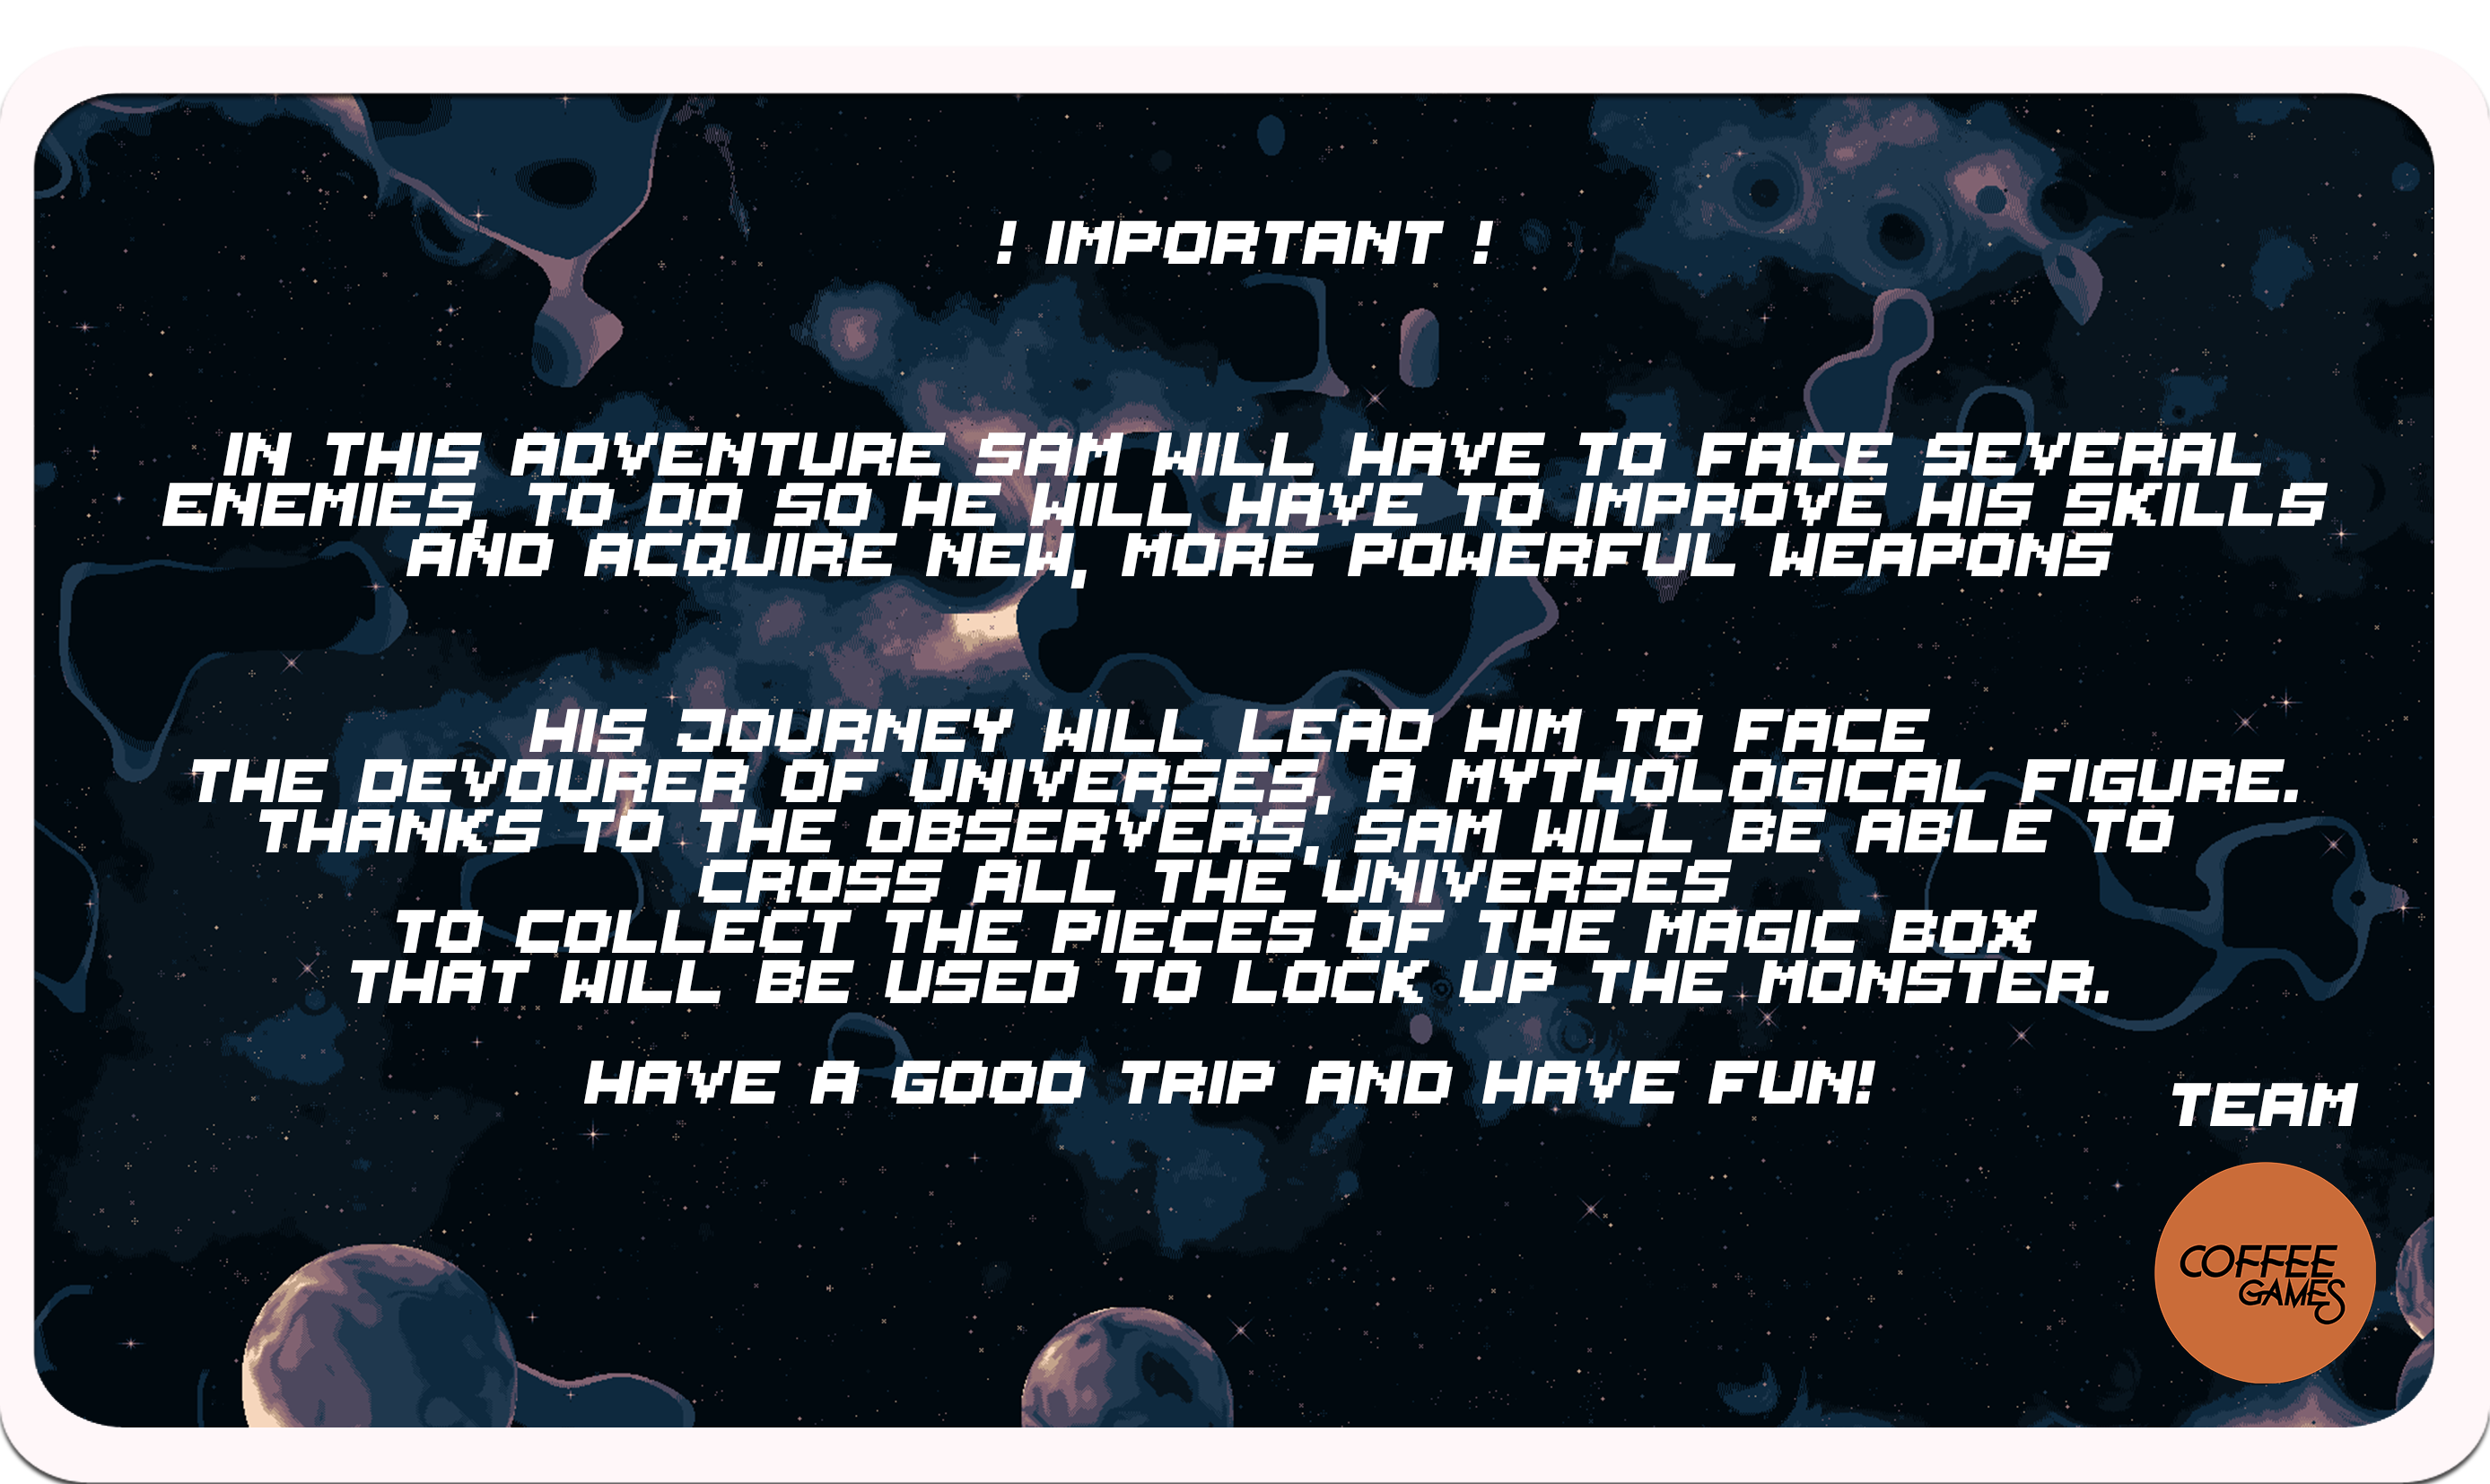 ! IMPORTANT !
IN THIS ADVENTURE SAM WILL HAVE TO FACE SEVERAL
ENEMIES, TO DO SO HE WILL HAVE TO IMPROVE HIS SKILLS
AND ACQUIRE NEW, MORE POWERFUL WEAPONS
HIS JOURNEY WILL LEAD HIM TO FACE
THE DEVOURER OF UNIVERSES, A MYTHOLOGICAL FIGURE.
THANKS TO THE OBSERVERS, SAM WILL BE ABLE TO
CROSS ALL THE UNIVERSES
TO COLLECT THE PIECES OF THE MAGIC BOX
THAT WILL BE USED TO LOCK UP THE MONSTER.
HAVE A GOOD TRIP AND HAVE FUN!
TEAM
COFFEE
GAMES